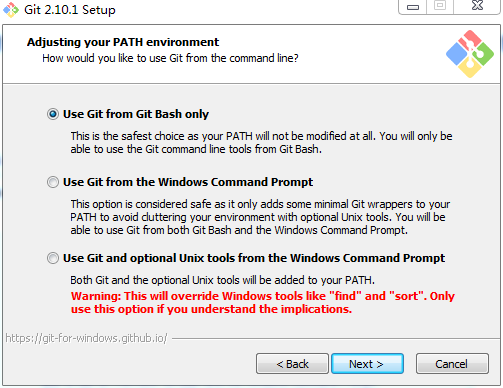 Git 2.10.1 Setup
Adjusting your PATH environment
How would you like to use Git from the command line?
Use Git from Git Bash only
This is the safest choice as your PATH will not be modified at all. You will only
be able to use the Git command line tools from Git Bash.
Use Git from the Windows Command Prompt
This option is considered safe as it only adds some minimal Git wrappers to your
PATH to avoid cluttering your environment with optional Unix tools. You will be
able to use Git from both Git Bash and the Windows Command Prompt.
Use Git and optional Unix tools from the Windows Command Prompt
Both Git and the optional Unix tools will be added to your PATH.
Warning: This will override Windows tools like "find" and "sort". Only
use this option if you understand the implications.
https://git-for-windows.github.io/
< Back
Next >
Cancel